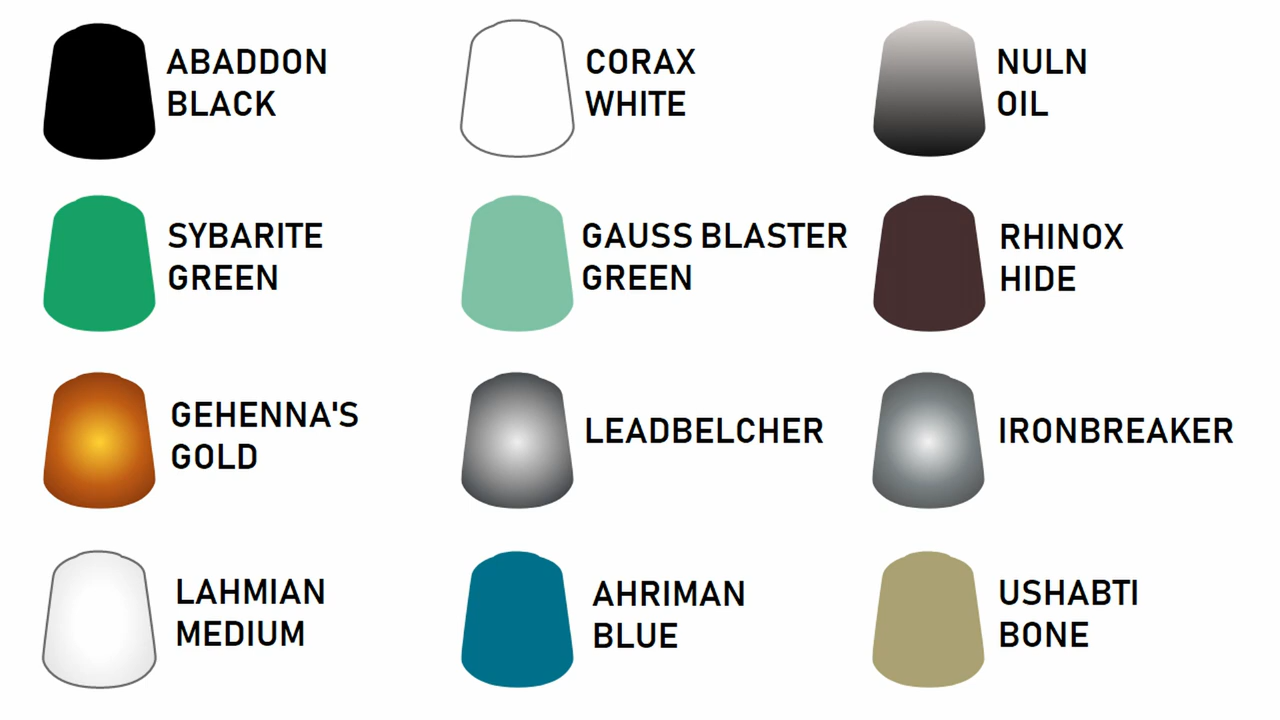 ABADDON
BLACK
CORAX
WHITE
NULN
OIL
SYBARITE
GREEN
GAUSS BLASTER
GREEN
RHINOX
HIDE
GEHENNA'S
GOLD
LEADBELCHER
IRONBREAKER
LAHMIAN
MEDIUM
AHRIMAN
BLUE
USHABTI
BONE